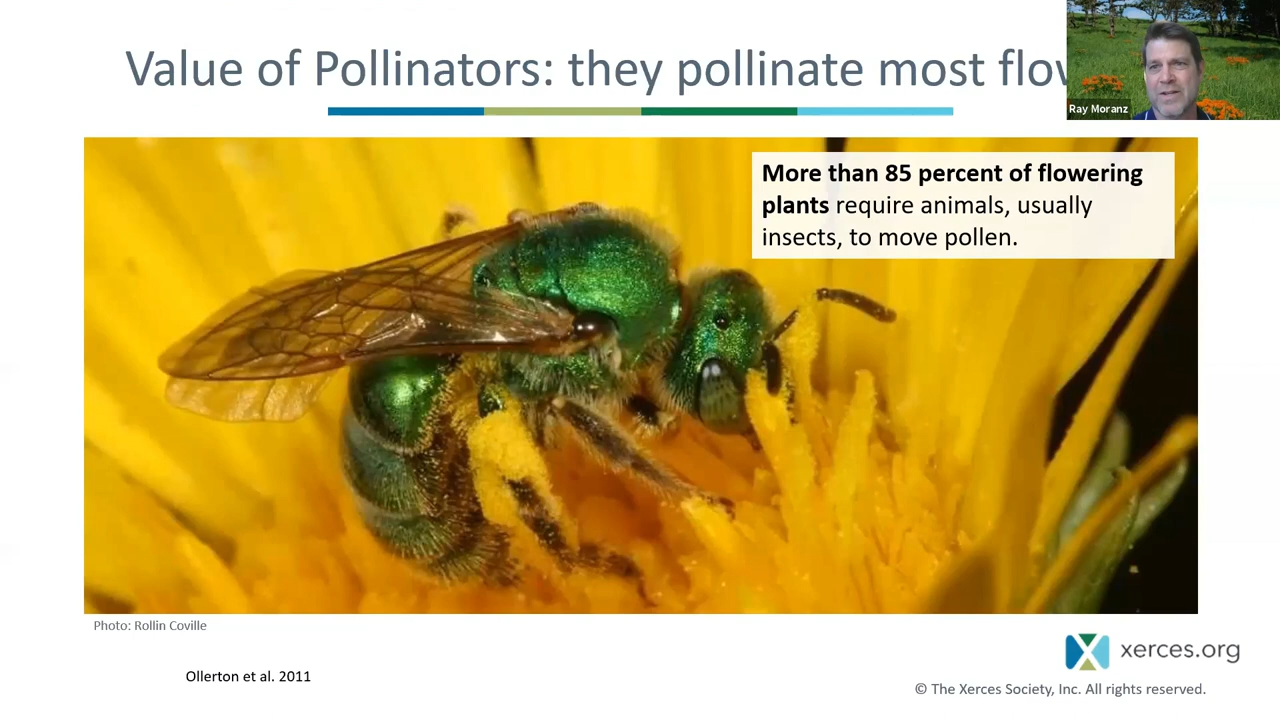 Value of Pollinators: they pollinate most
Ray Moranz
More than 85 percent of flowering
plants require animals, usually
insects, to move pollen.
Photo: Rollin Coville
xerces.org
Ollerton et al. 2011
© The Xerces Society, Inc. All rights reserved.